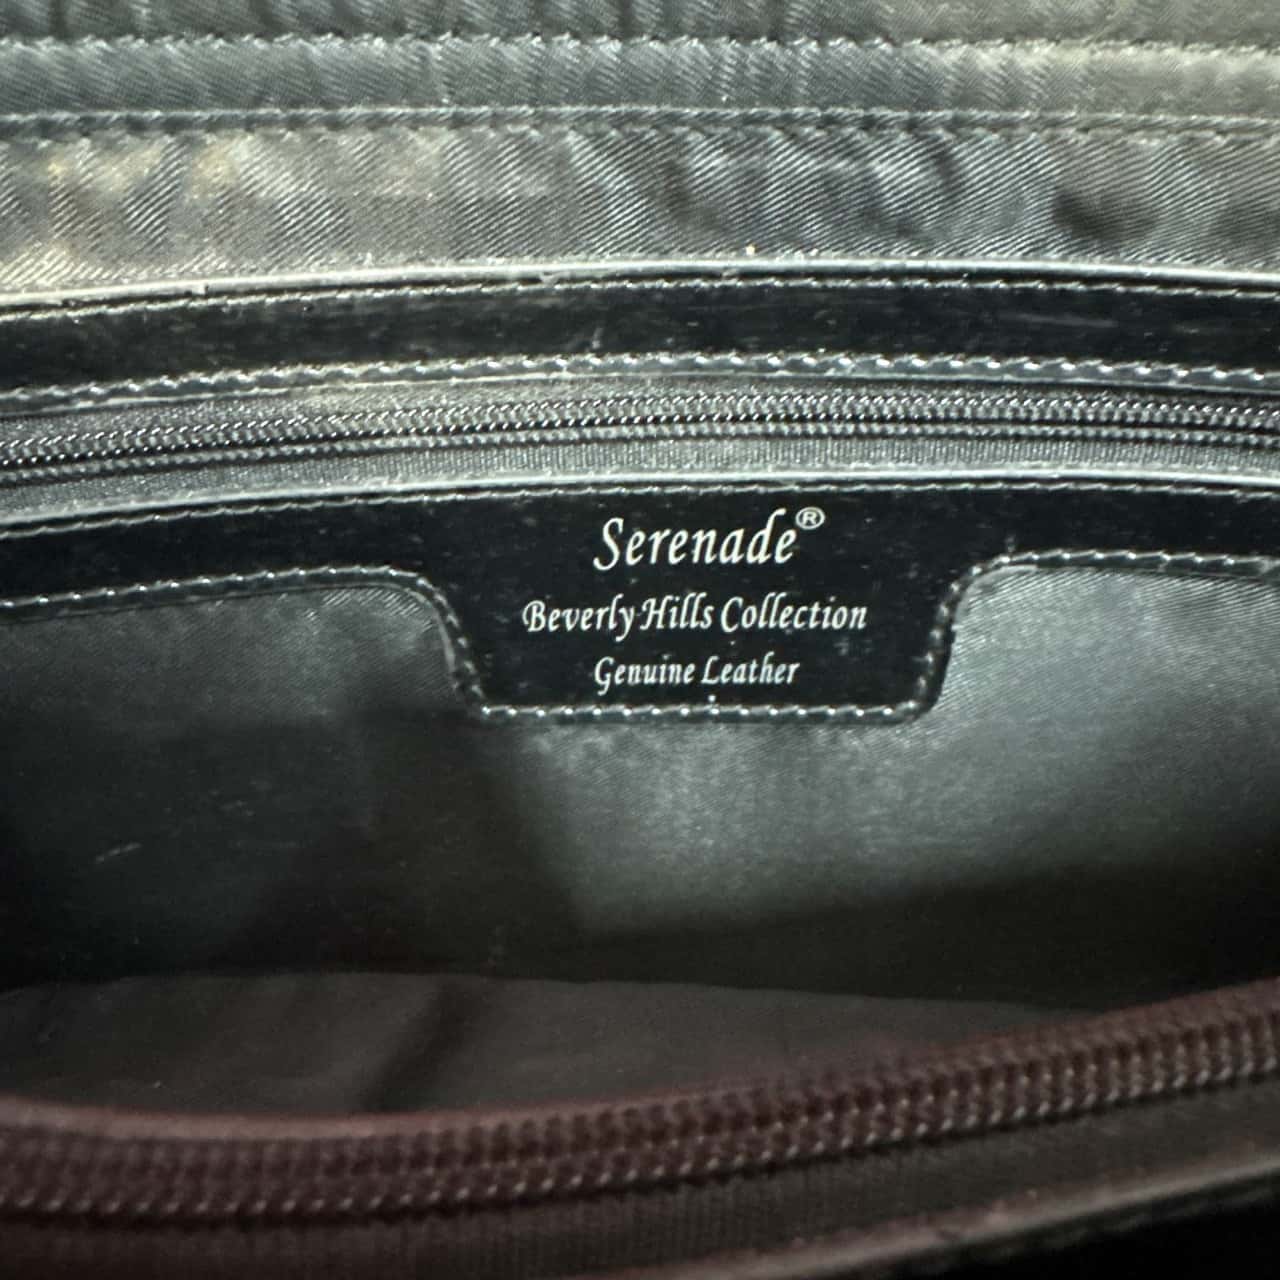 Serenade®
Beverly Hills Collection
Genuine Leather